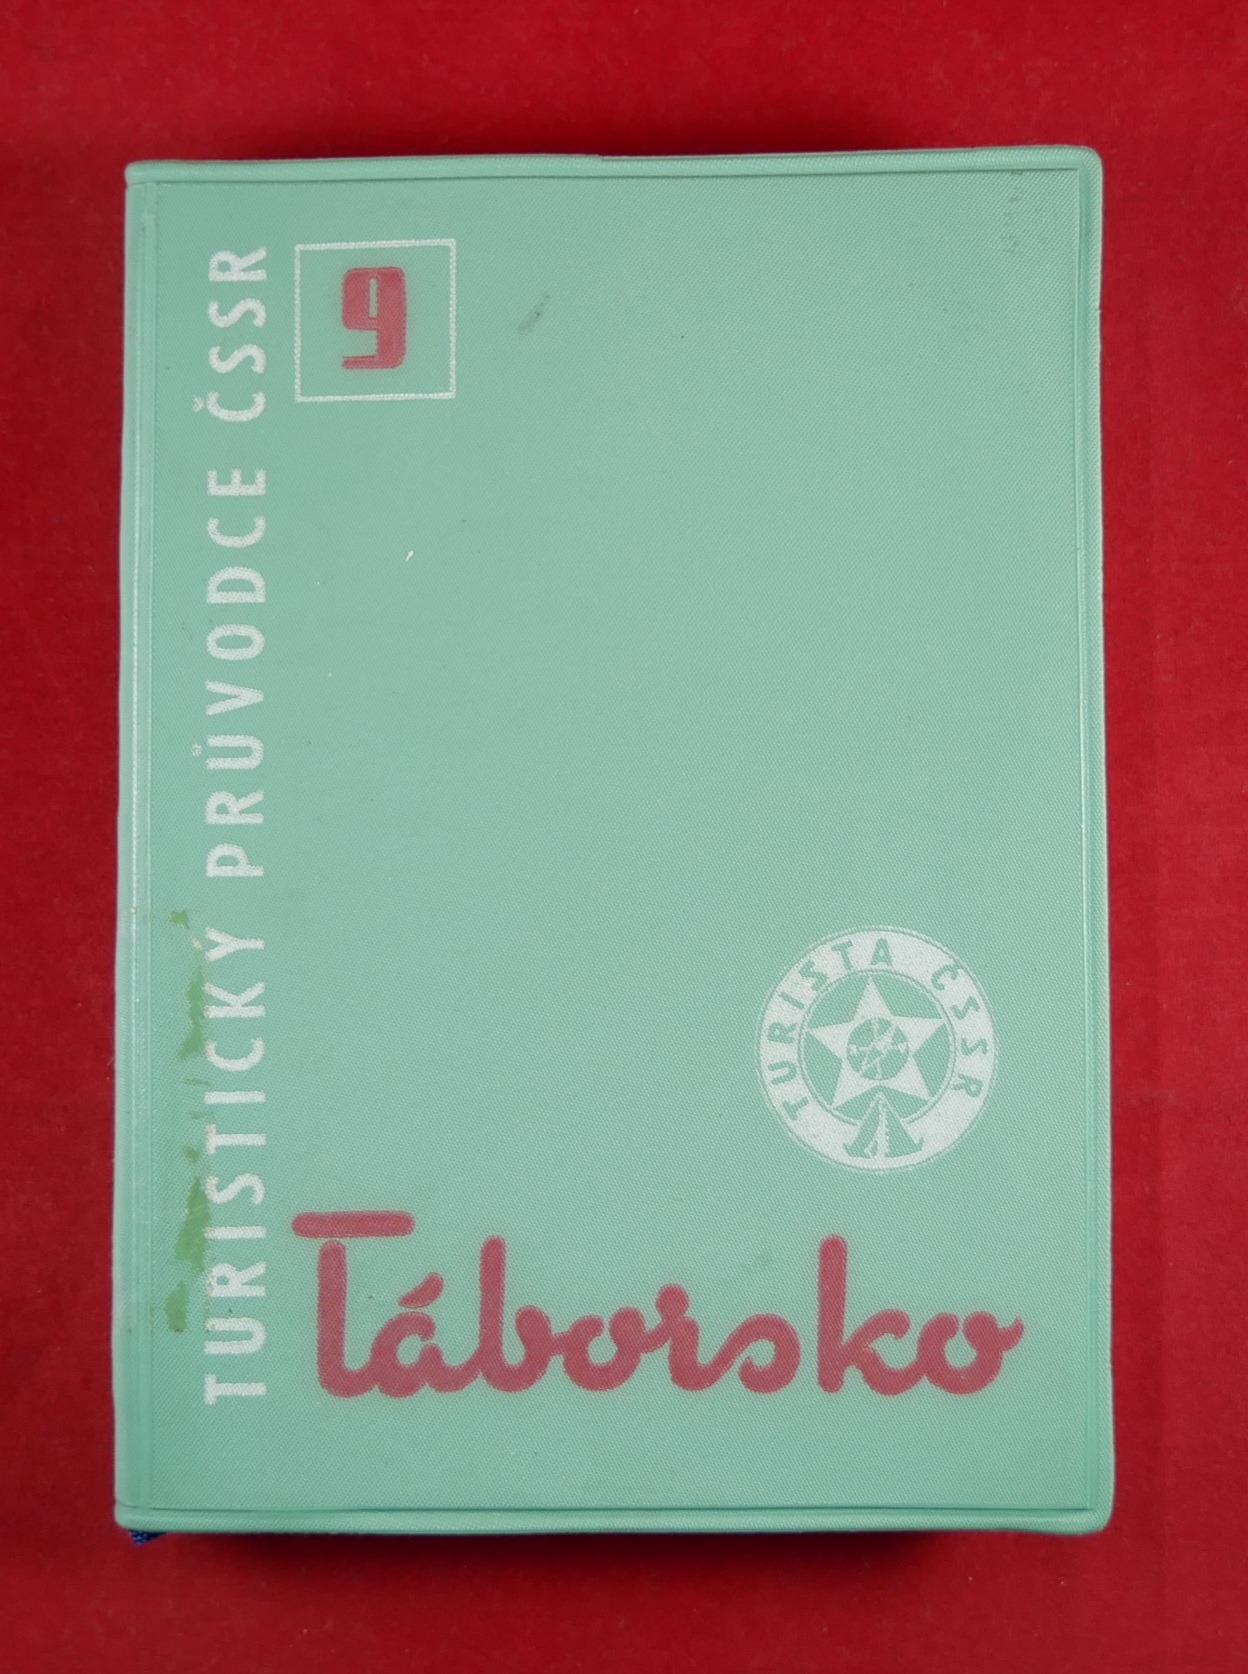 TURISTICKÝ PRŮVODCE ČSSR
9
TURISTA ČSSR
Táborsko